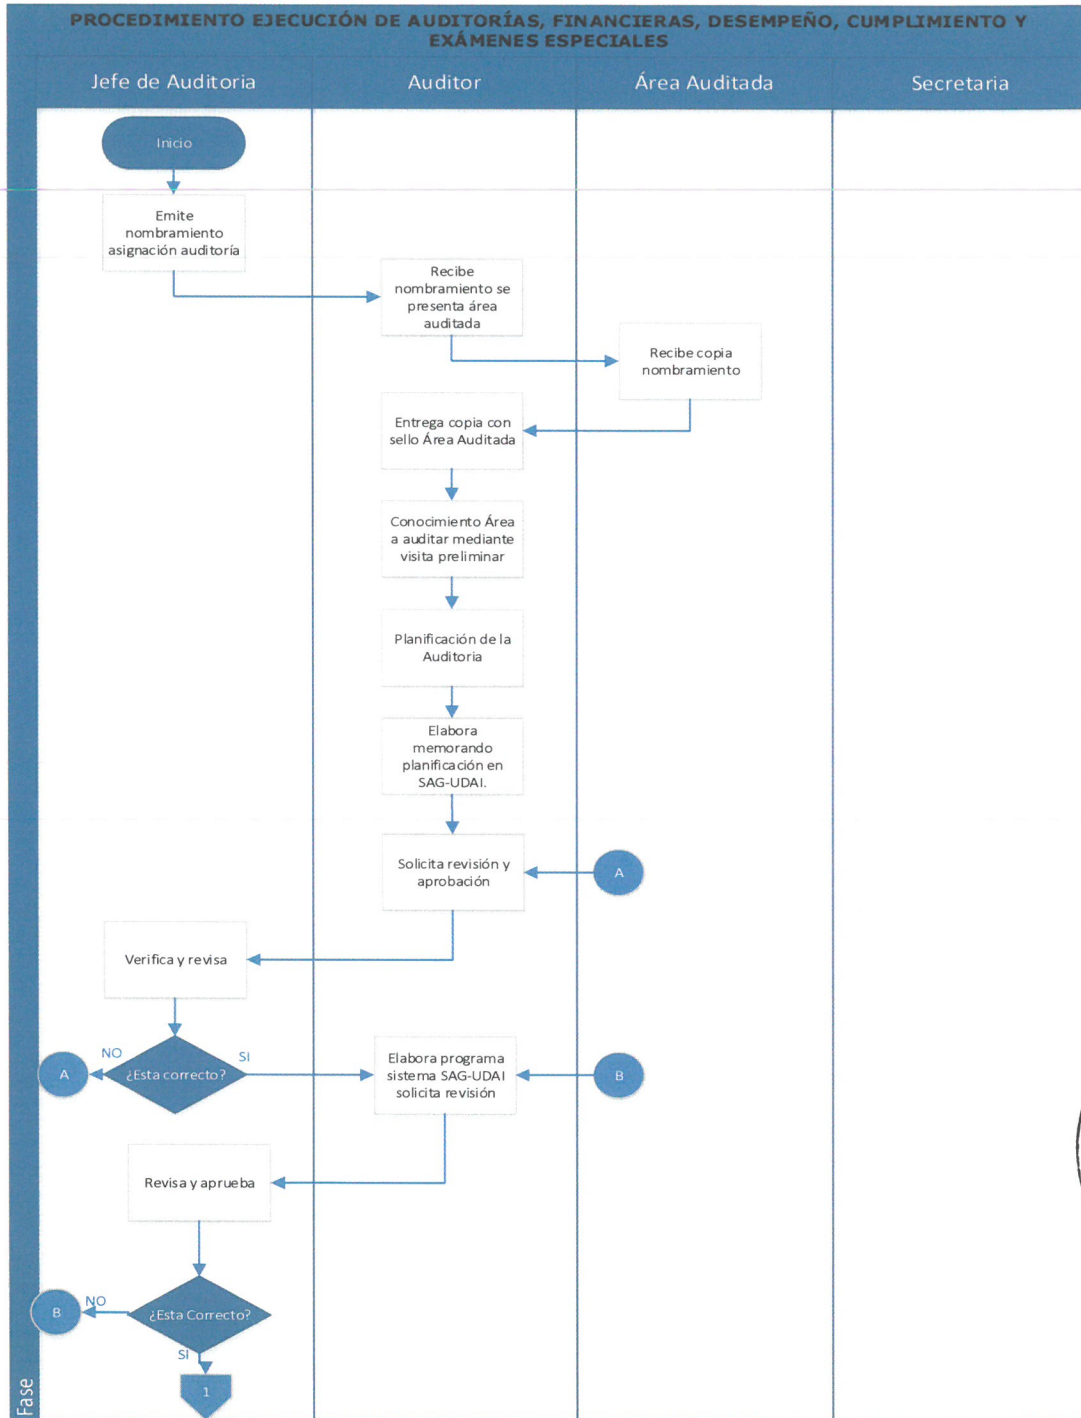 PROCEDIMIENTO EJECUCIÓN DE AUDITORÍAS, FINANCIERAS, DESEMPEÑO, CUMPLIMIENTO Y
EXÁMENES ESPECIALES
Jefe de Auditoria
Auditor
Área Auditada
Secretaria
Inicio
Emite
nombramiento
asignación auditoría
Recibe
nombramiento se
presenta área
auditada
Recibe copia
nombramiento
Entrega copia con
sello Área Auditada
Conocimiento Área
a auditar mediante
visita preliminar
Planificación de la
Auditoria
Elabora
memorando
planificación en
SAG-UDAI.
Solicita revisión y
aprobación
A
Verifica y revisa
NO
SI
A
¿Esta correcto?
Elabora programa
sistema SAG-UDAI
solicita revisión
B
Revisa y aprueba
B
NO
¿Esta Correcto?
SI
1
Fase